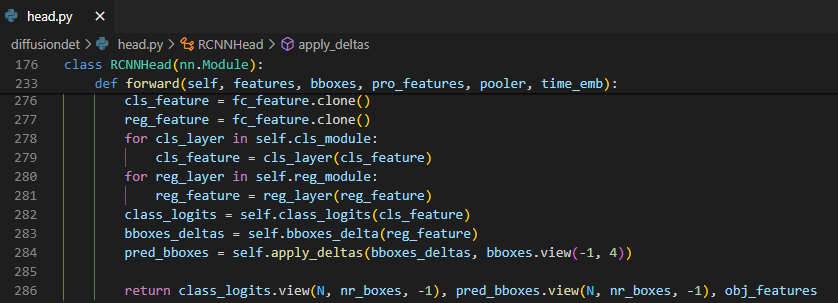 head.py
diffusiondet > head.py > RCNNHead > apply_deltas
176 class RCNNHead(nn.Module):
233     def forward(self, features, bboxes, pro_features, pooler, time_emb):
276         cls_feature = fc_feature.clone()
277         reg_feature = fc_feature.clone()
278         for cls_layer in self.cls_module:
279             cls_feature = cls_layer(cls_feature)
280         for reg_layer in self.reg_module:
281             reg_feature = reg_layer(reg_feature)
282         class_logits = self.class_logits(cls_feature)
283         bboxes_deltas = self.bboxes_delta(reg_feature)
284         pred_bboxes = self.apply_deltas(bboxes_deltas, bboxes.view(-1, 4))
285
286         return class_logits.view(N, nr_boxes, -1), pred_bboxes.view(N, nr_boxes, -1), obj_features